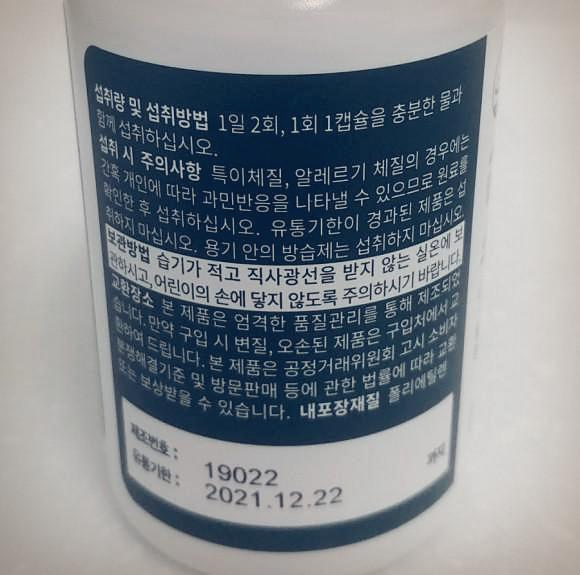 섭취량 및 섭취방법 1일 2회, 1회 1캡슐을 충분한 물과
함께 섭취하십시오.
섭취 시 주의사항 특이체질, 알레르기 체질의 경우에는
간혹 개인에 따라 과민반응을 나타낼 수 있으므로 원료를
확인한 후 섭취하십시오. 유통기한이 경과된 제품은 섭
취하지 마십시오. 용기 안의 방습제는 섭취하지 마십시오.
보관방법 습기가 적고 직사광선을 받지 않는 실온에 보
관하시고, 어린이의 손에 닿지 않도록 주의하시기 바랍니다.
교환장소 본 제품은 엄격한 품질관리를 통해 제조되었
습니다. 만약 구입 시 변질, 오손된 제품은 구입처에서 교
환하여 드립니다. 본 제품은 공정거래위원회 고시 소비자
분쟁해결기준 및 방문판매 등에 관한 법률에 따라 교환
또는 보상받을 수 있습니다. 내포장재질 폴리에틸렌
제조번호 : 19022
유통기한 : 2021.12.22 까지